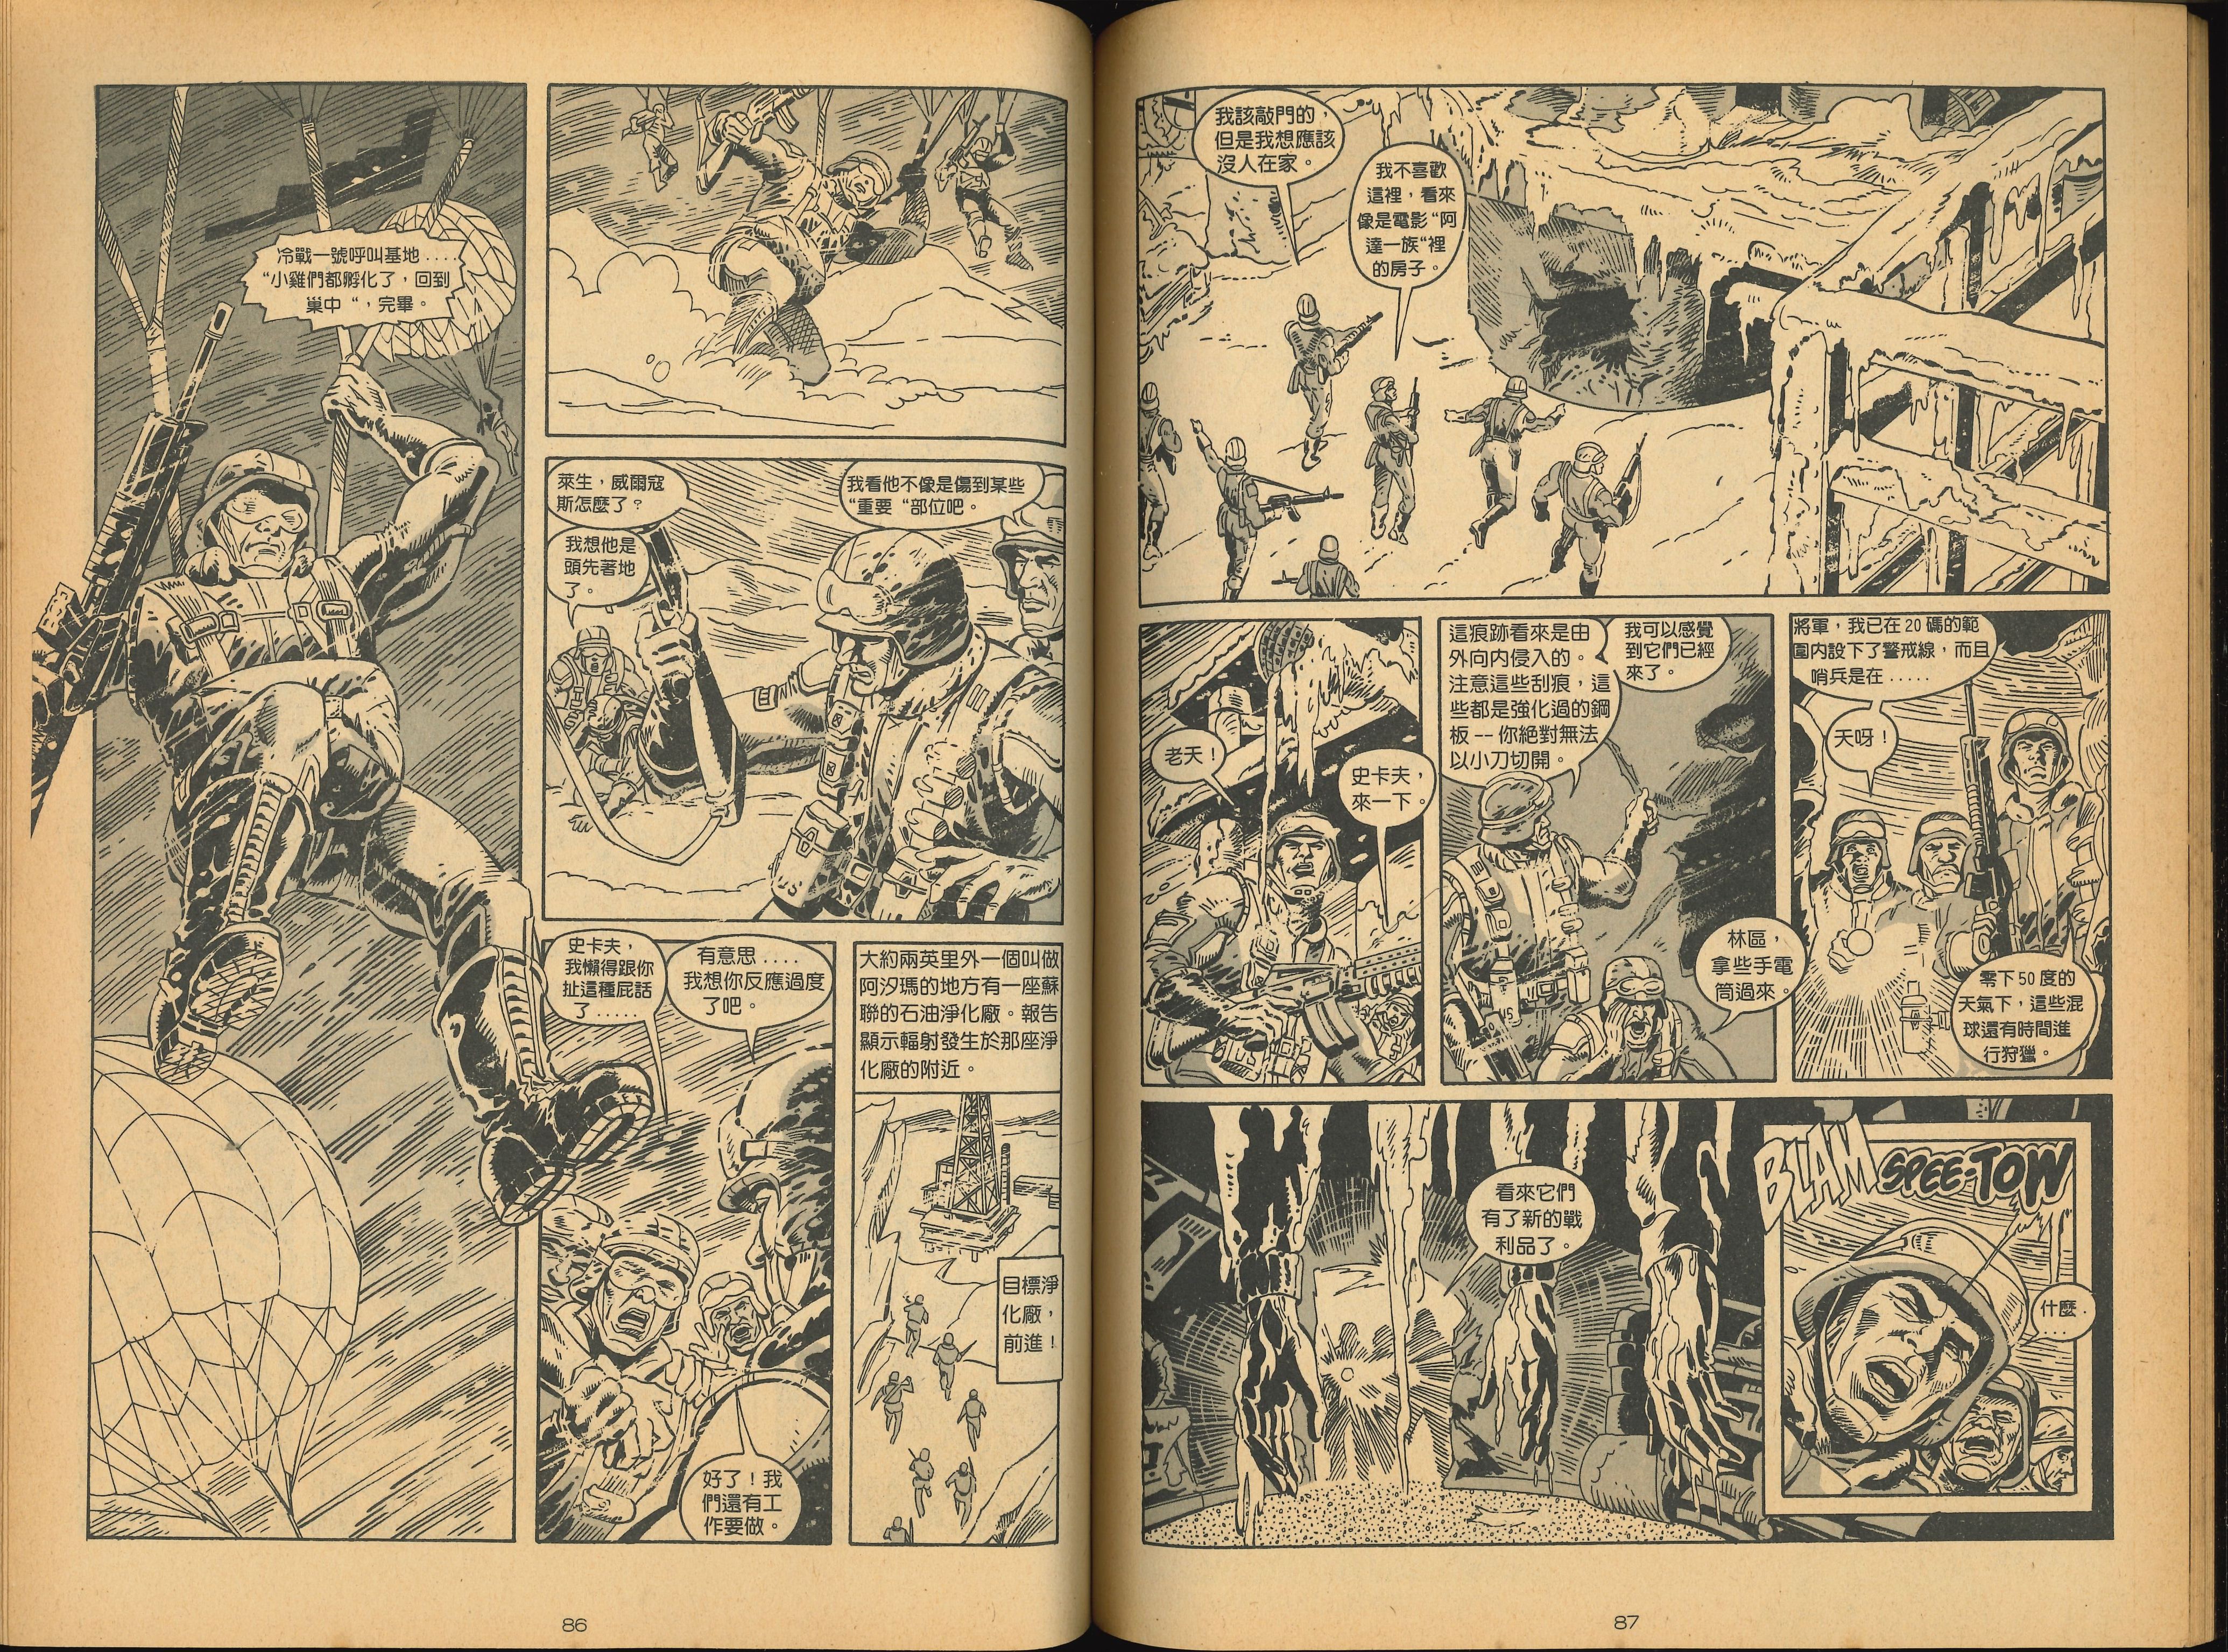 冷戰一號呼叫基地....
“小雞們都孵化了，回到
巢中“，完畢。
萊生，威爾寇
斯怎麼了？
我想他是
頭先著地
了。
我看他不像是傷到某些
“重要“部位吧。
US
史卡夫，
我懶得跟你
扯這種屁話
了.....
有意思....
我想你反應過度
了吧。
好了！我
們還有工
作要做。
大約兩英里外一個叫做
阿汐瑪的地方有一座蘇
聯的石油淨化廠。報告
顯示輻射發生於那座淨
化廠的附近。
目標淨
化廠，
前進！
86
我該敲門的，
但是我想應該
沒人在家。
我不喜歡
這裡，看來
像是電影“阿
達一族“裡
的房子。
老天！
史卡夫，
來一下。
US
這痕跡看來是由
外向內侵入的。
注意這些刮痕，這
些都是強化過的鋼
板--你絕對無法
以小刀切開。
我可以感覺
到它們已經
來了。
US
林區，
拿些手電
筒過來。
將軍，我已在20碼的範
圍內設下了警戒線，而且
哨兵是在.....
天呀！
零下50度的
天氣下，這些混
球還有時間進
行狩獵。
看來它們
有了新的戰
利品了。
BLAM
SPEE-TOW
什麼.
..
87